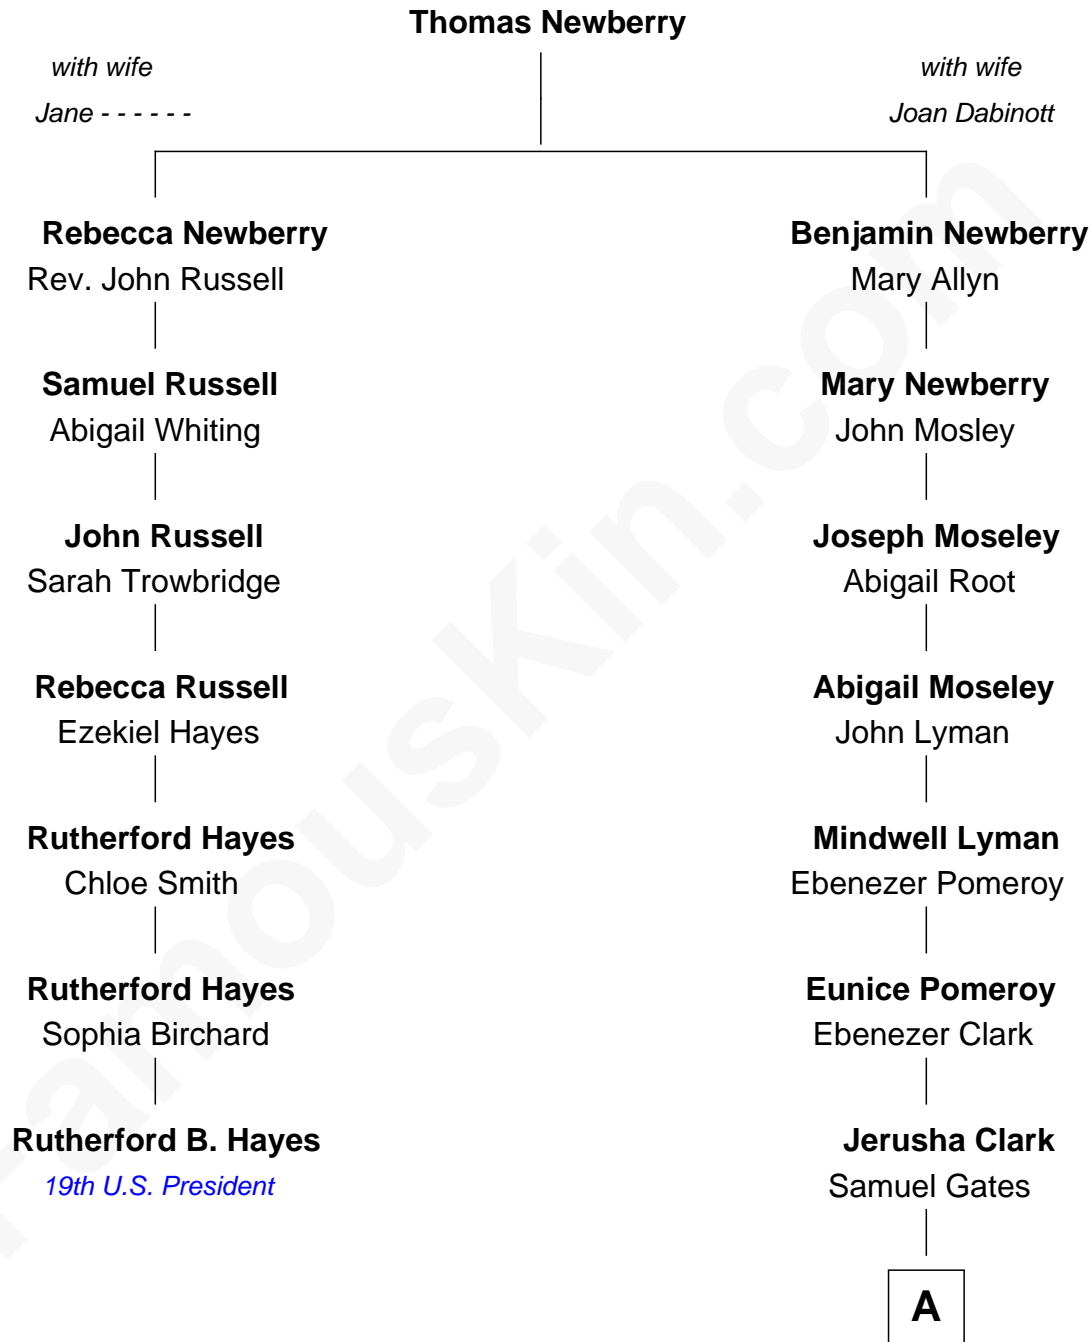 Thomas Newberry
with wife
Jane - - - - - -
with wife
Joan Dabinott
Rebecca Newberry
Rev. John Russell
Benjamin Newberry
Mary Allyn
Samuel Russell
Abigail Whiting
Mary Newberry
John Mosley
John Russell
Sarah Trowbridge
Joseph Moseley
Abigail Root
Rebecca Russell
Ezekiel Hayes
Abigail Moseley
John Lyman
Rutherford Hayes
Chloe Smith
Mindwell Lyman
Ebenezer Pomeroy
Rutherford Hayes
Sophia Birchard
Eunice Pomeroy
Ebenezer Clark
Rutherford B. Hayes
19th U.S. President
Jerusha Clark
Samuel Gates
A
FamousKin.com